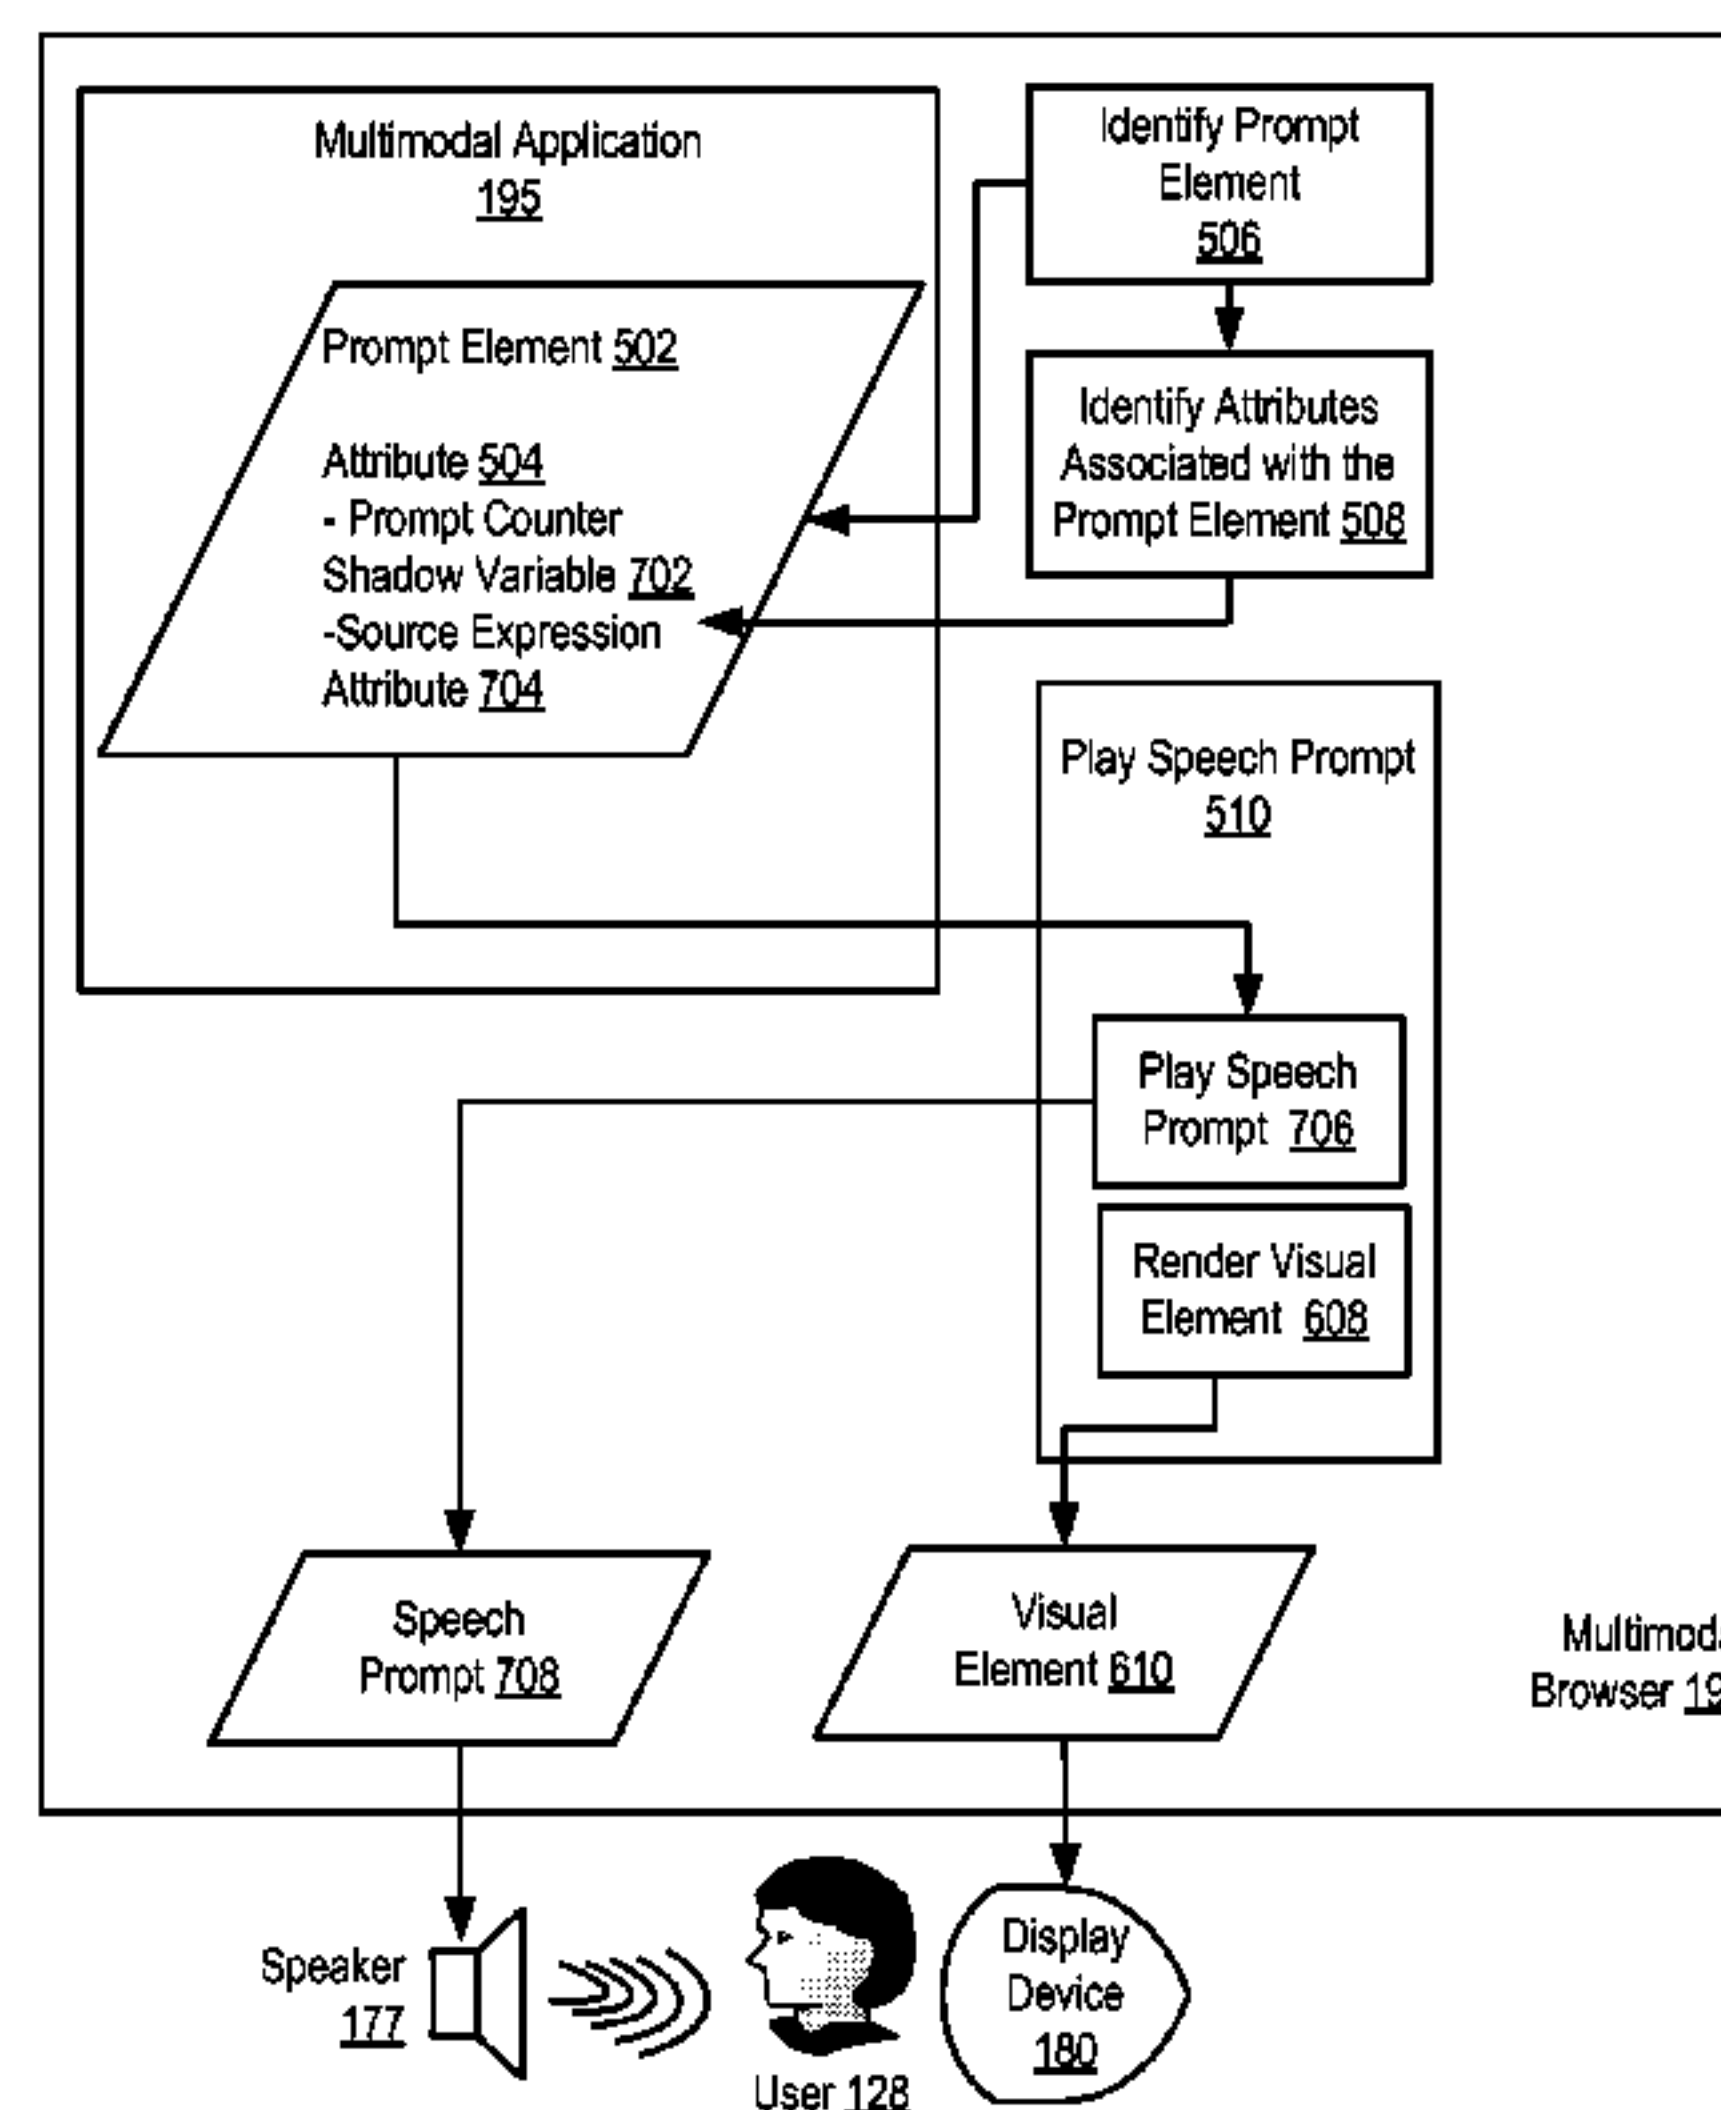 Multimodal Application
195
Prompt Element 502
Attribute 504
- Prompt Counter
Shadow Variable 702
-Source Expression
Attribute 704
Identify Prompt
Element
506
Identify Attributes
Associated with the
Prompt Element 508
Play Speech Prompt
510
Play Speech
Prompt 706
Render Visual
Element 608
Speech
Prompt 708
Visual
Element 610
Browser
Speaker
177
User 128
Display
Device
180